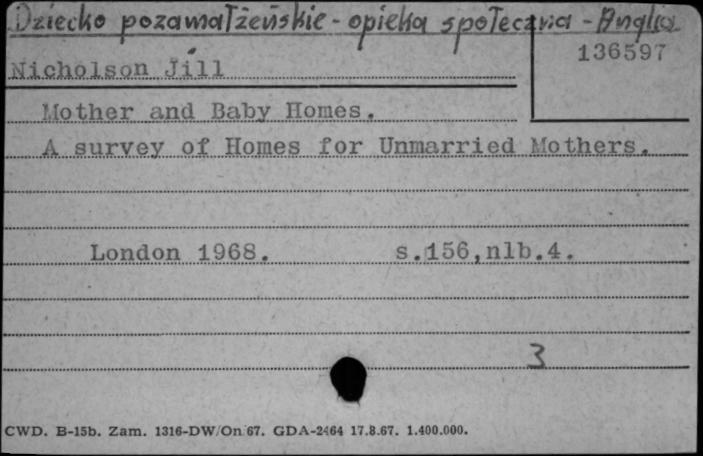 Dziecko pozamałżeńskie - opieka społeczna - Anglia
136597
Nicholson Jill
Mother and Baby Homes.
A survey of Homes for Unmarried Mothers.
London 1968. s.156,nlb.4.
3
CWD. B-15b. Zam. 1316-DW/On 67. GDA-2464 17.8.67. 1.400.000.